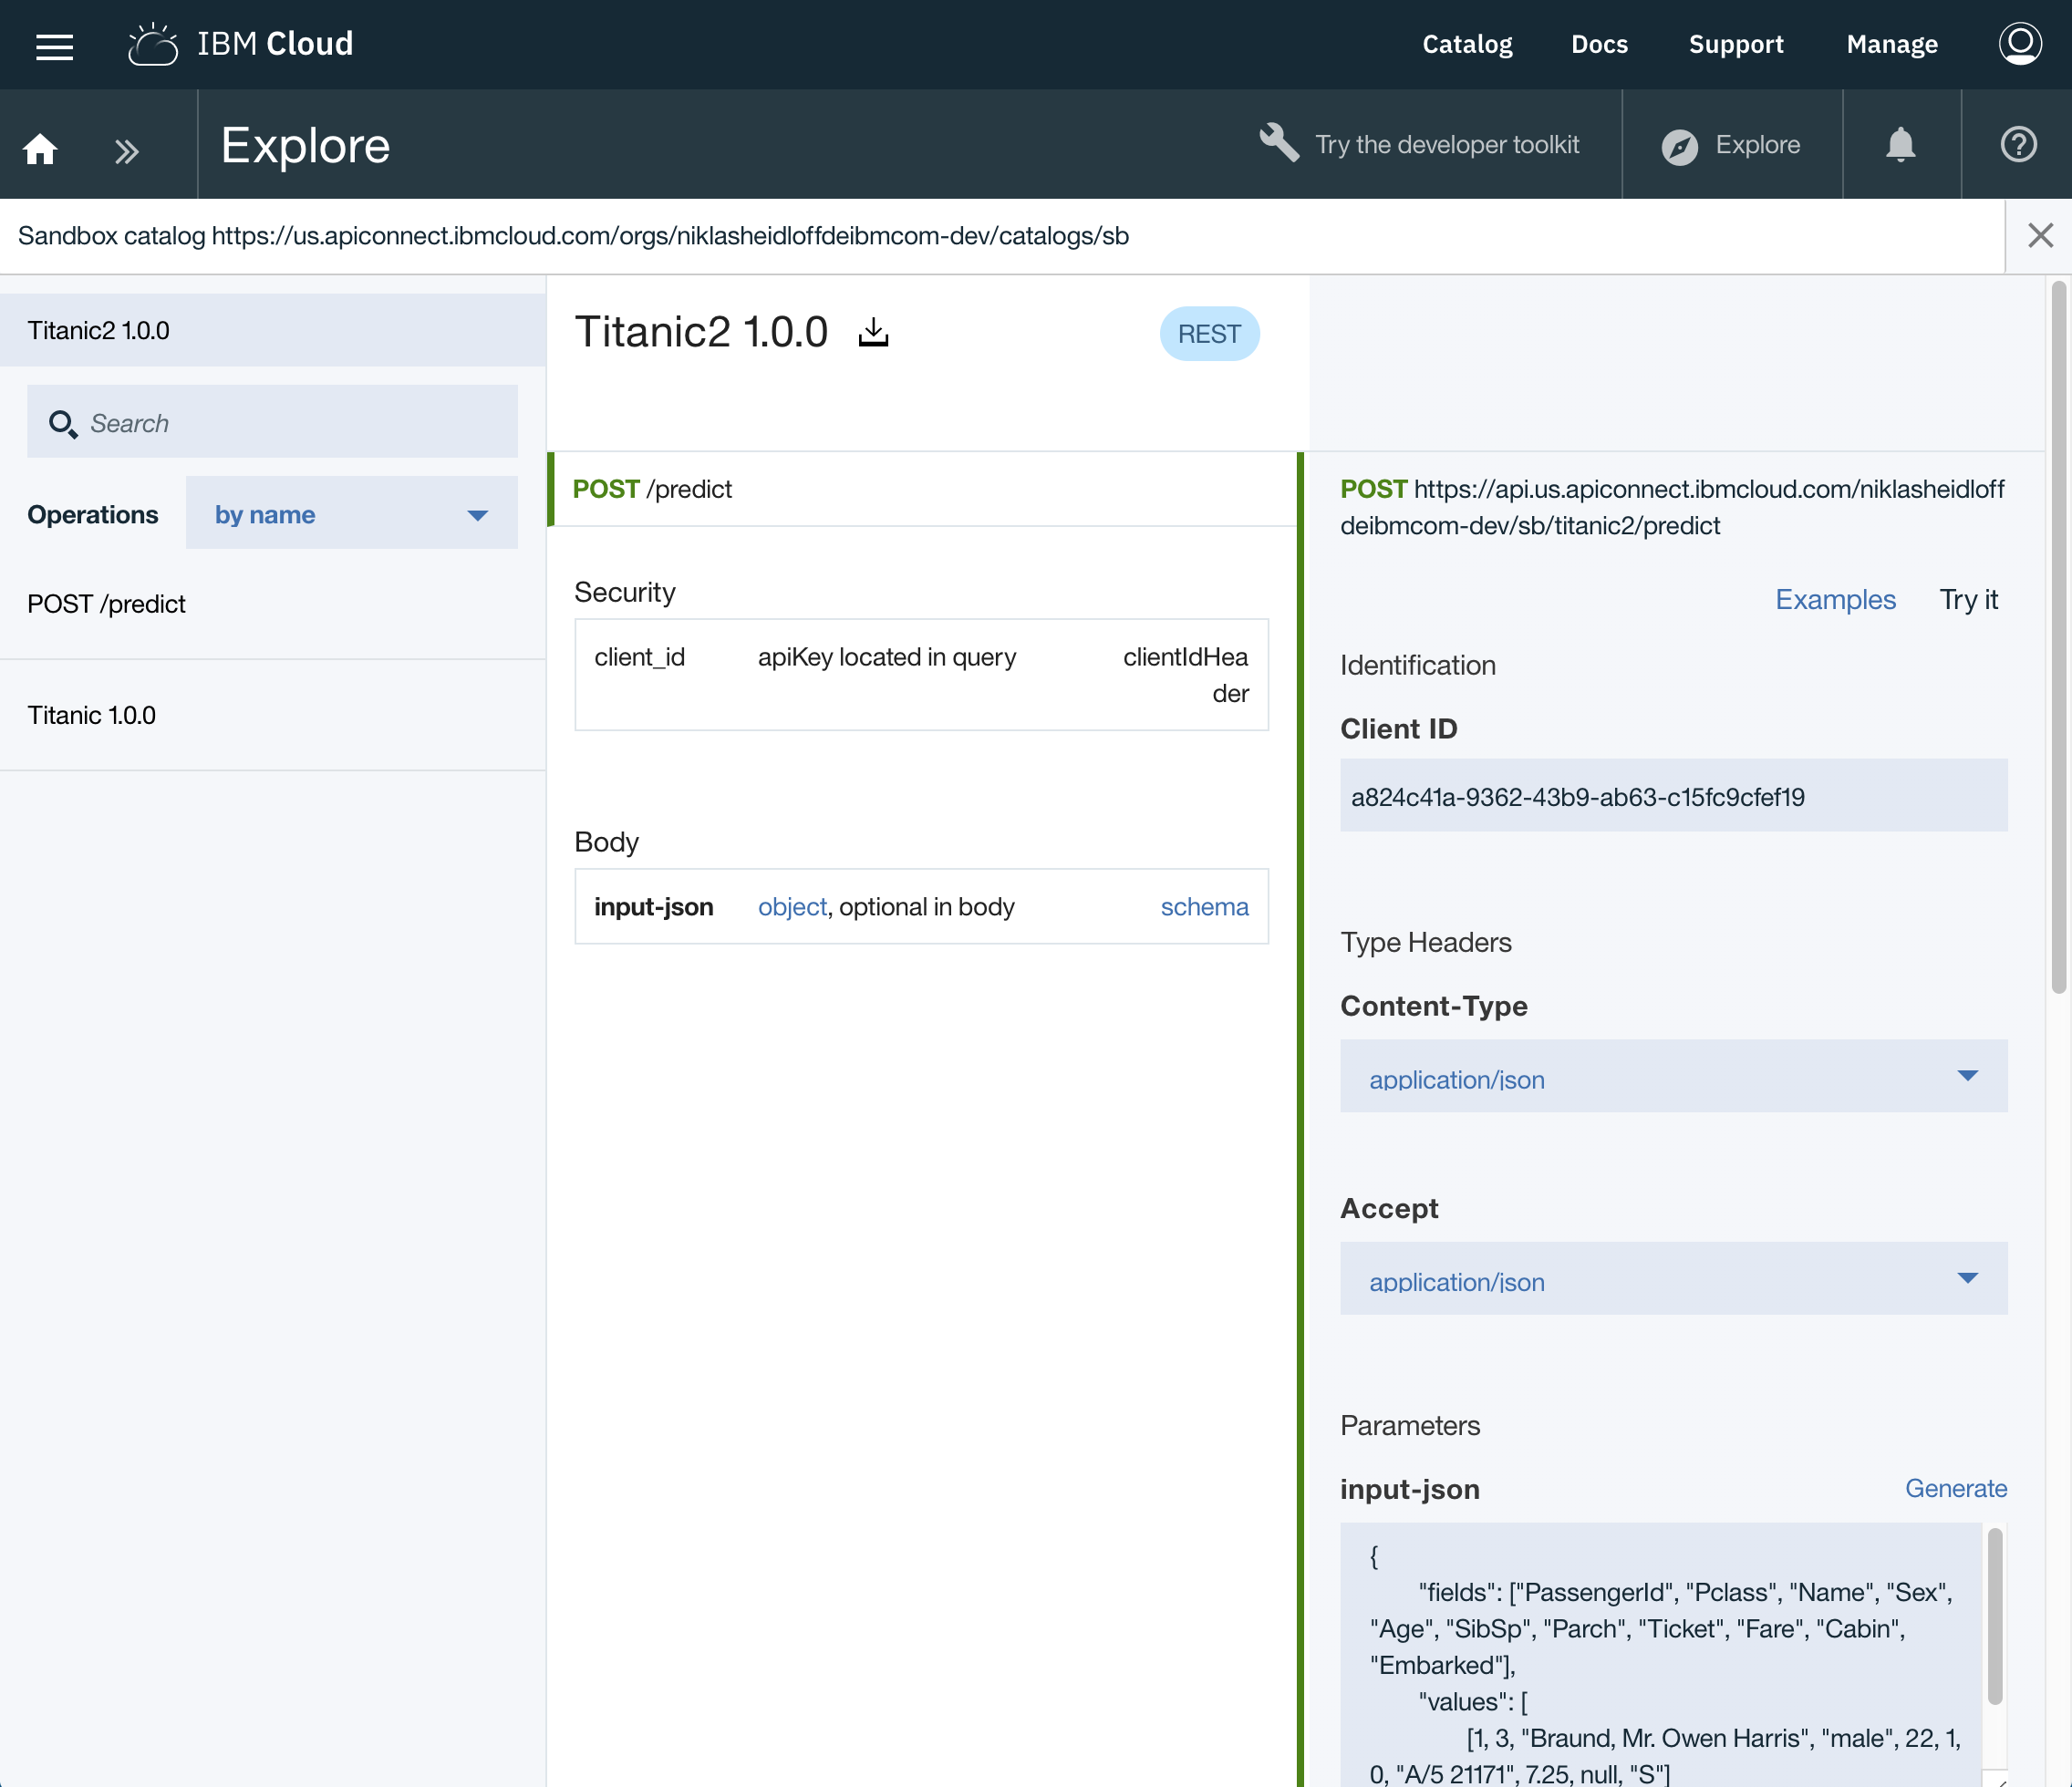 IBM Cloud
Catalog
Docs
Support
Manage
Explore
Try the developer toolkit
Explore
Sandbox catalog https://us.apiconnect.ibmcloud.com/orgs/niklasheidloffdeibmcom-dev/catalogs/sb
Titanic2 1.0.0
Search
Operations
by name
POST /predict
Titanic 1.0.0
Titanic2 1.0.0
REST
POST /predict
Security
client_id
apiKey located in query
clientIdHea
der
Body
input-json
object, optional in body
schema
POST https://api.us.apiconnect.ibmcloud.com/niklasheidloff
deibmcom-dev/sb/titanic2/predict
Examples
Try it
Identification
Client ID
a824c41a-9362-43b9-ab63-c15fc9cfef19
Type Headers
Content-Type
application/json
Accept
application/json
Parameters
input-json
Generate
{
"fields": ["PassengerId", "Pclass", "Name", "Sex",
"Age", "SibSp", "Parch", "Ticket", "Fare", "Cabin",
"Embarked"],
"values": [
[1, 3, "Braund, Mr. Owen Harris", "male", 22, 1,
0, "A/5 21171", 7.25, null, "S"]